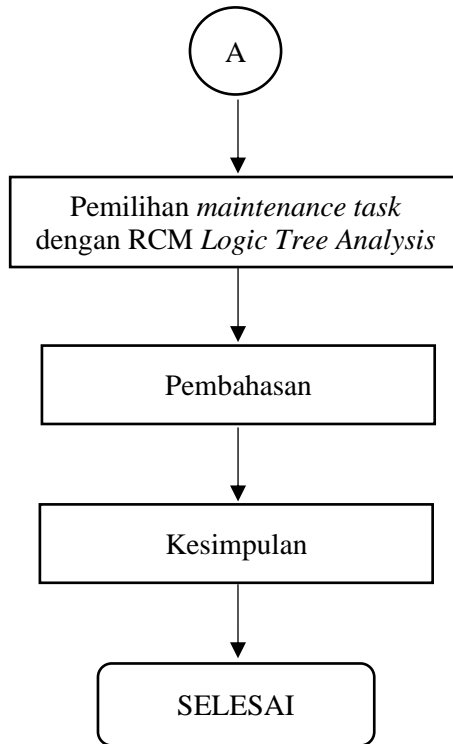 A
Pemilihan maintenance task
dengan RCM Logic Tree Analysis
Pembahasan
Kesimpulan
SELESAI